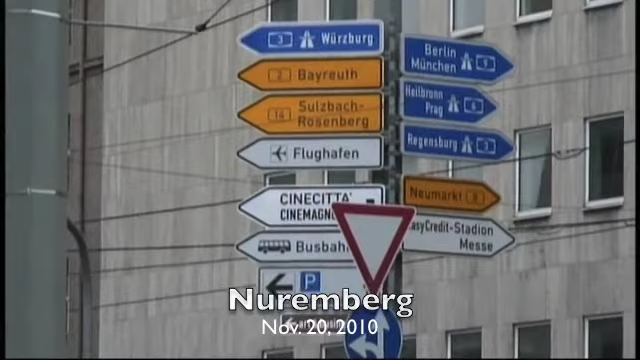 3 Würzburg
2 Bayreuth
14 Sulzbach-
Rosenberg
Flughafen
CINECITTA'
CINEMAGN
Busbah
P
Berlin
München 9
Heilbronn
Prag 6
Regensburg 3
Neumarkt 8
asyCredit-Stadion
Messe
Nuremberg
Nov. 20, 2010